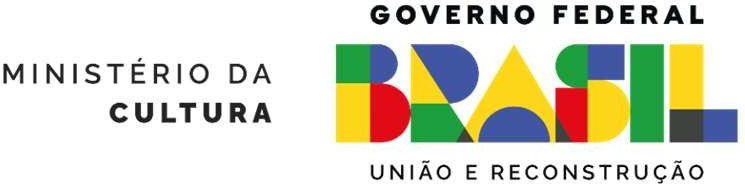 MINISTÉRIO DA
CULTURA
GOVERNO FEDERAL
BRASIL
UNIÃO E RECONSTRUÇÃO